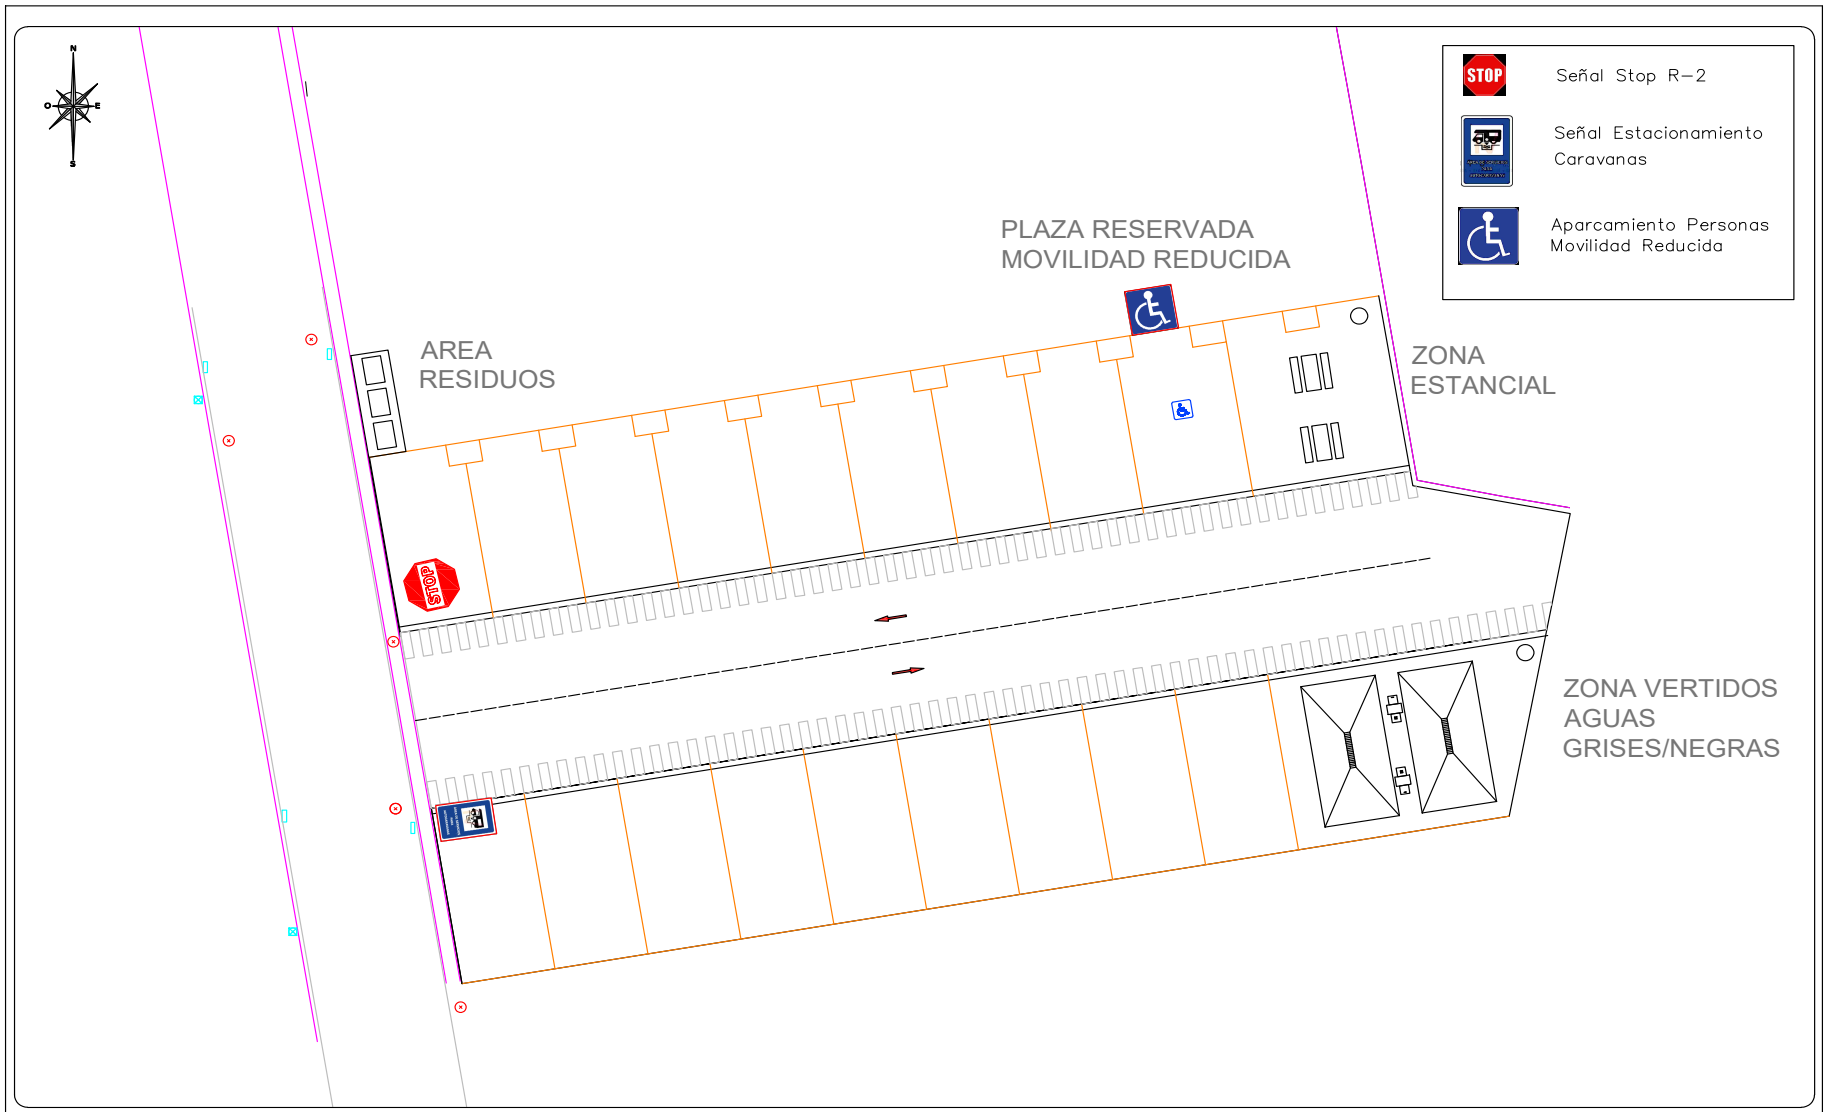 N
O
E
S
STOP
Señal Stop R-2
Señal Estacionamiento
Caravanas
Aparcamiento Personas
Movilidad Reducida
PLAZA RESERVADA
MOVILIDAD REDUCIDA
AREA
RESIDUOS
ZONA
ESTANCIAL
STOP
ZONA VERTIDOS
AGUAS
GRISES/NEGRAS